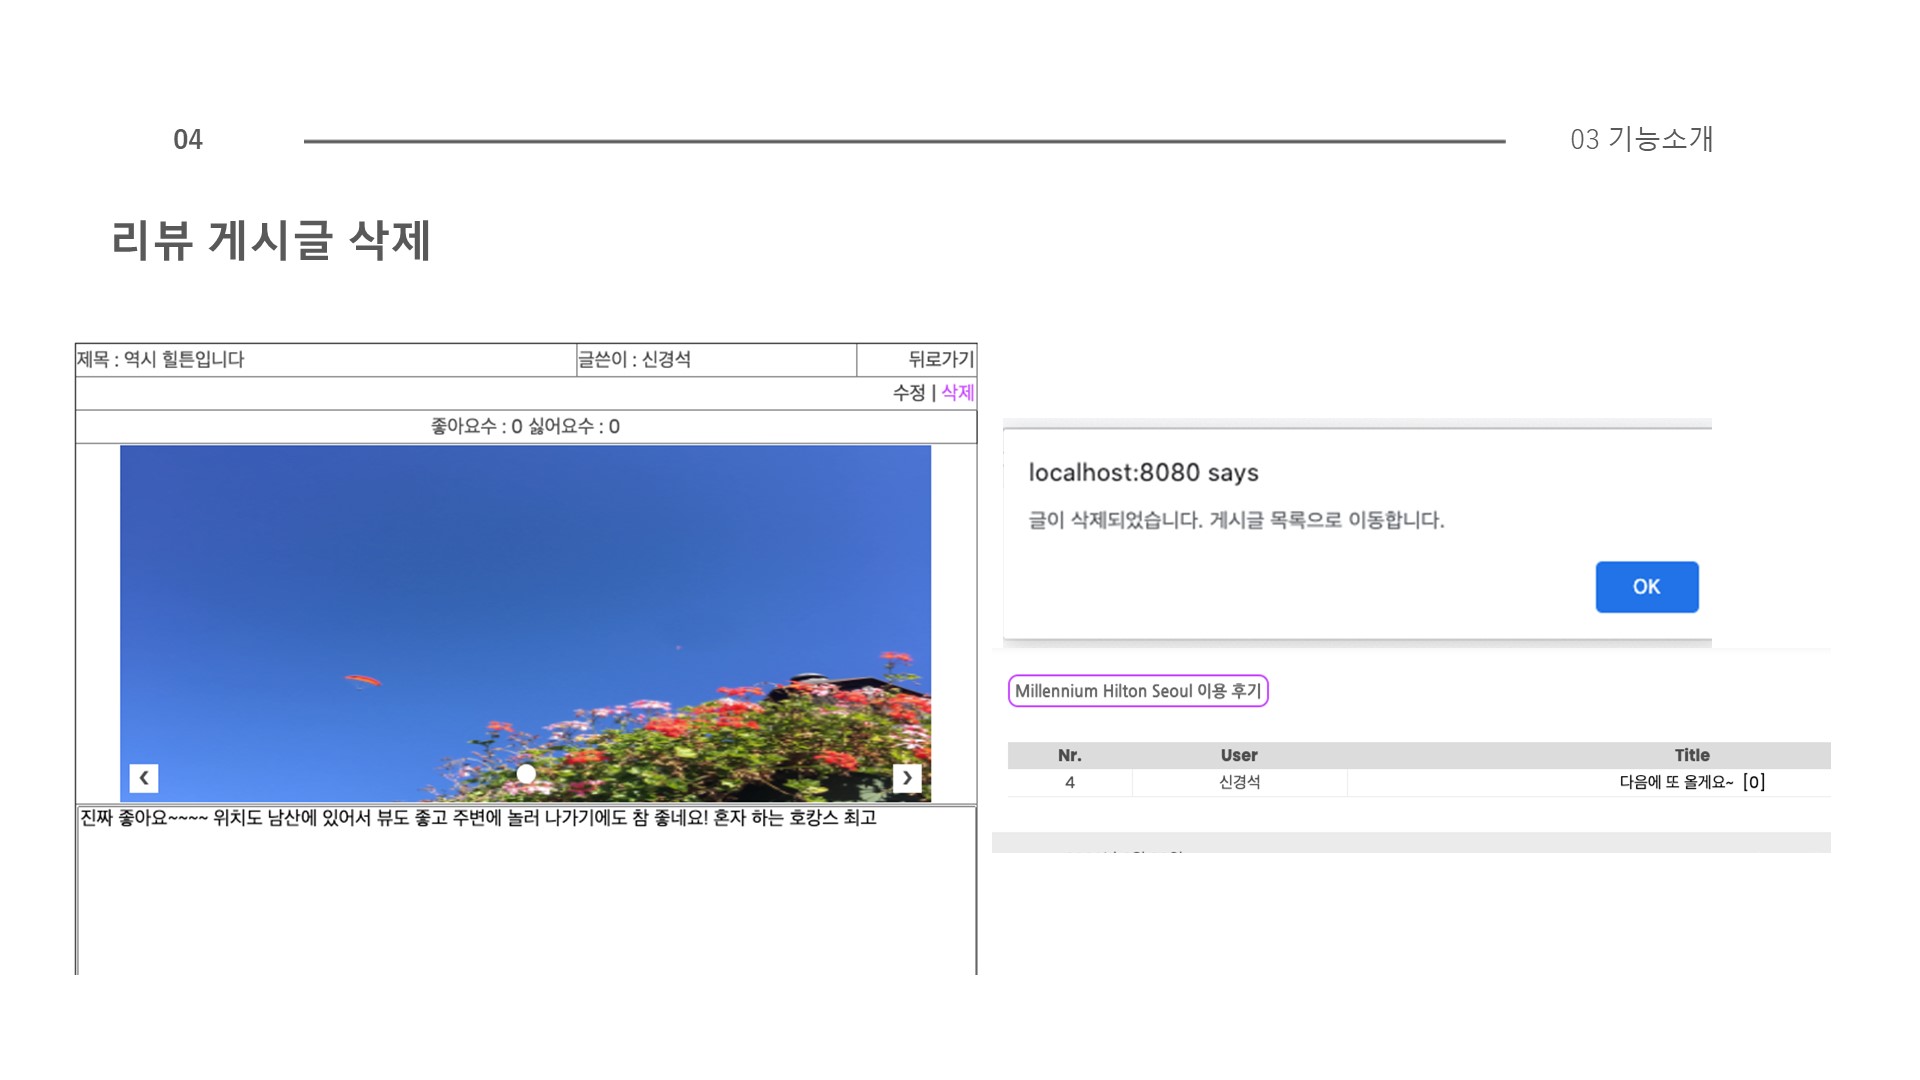 04
03 기능소개
리뷰 게시글 삭제
제목 : 역시 힐튼입니다
글쓴이 : 신경석
뒤로가기
수정 | 삭제
좋아요수 : 0 싫어요수 : 0
진짜 좋아요~~~~ 위치도 남산에 있어서 뷰도 좋고 주변에 놀러 나가기에도 참 좋네요! 혼자 하는 호캉스 최고
localhost:8080 says
글이 삭제되었습니다. 게시글 목록으로 이동합니다.
OK
Millennium Hilton Seoul 이용 후기
Nr. User Title
4 신경석 다음에 또 올게요~ [0]